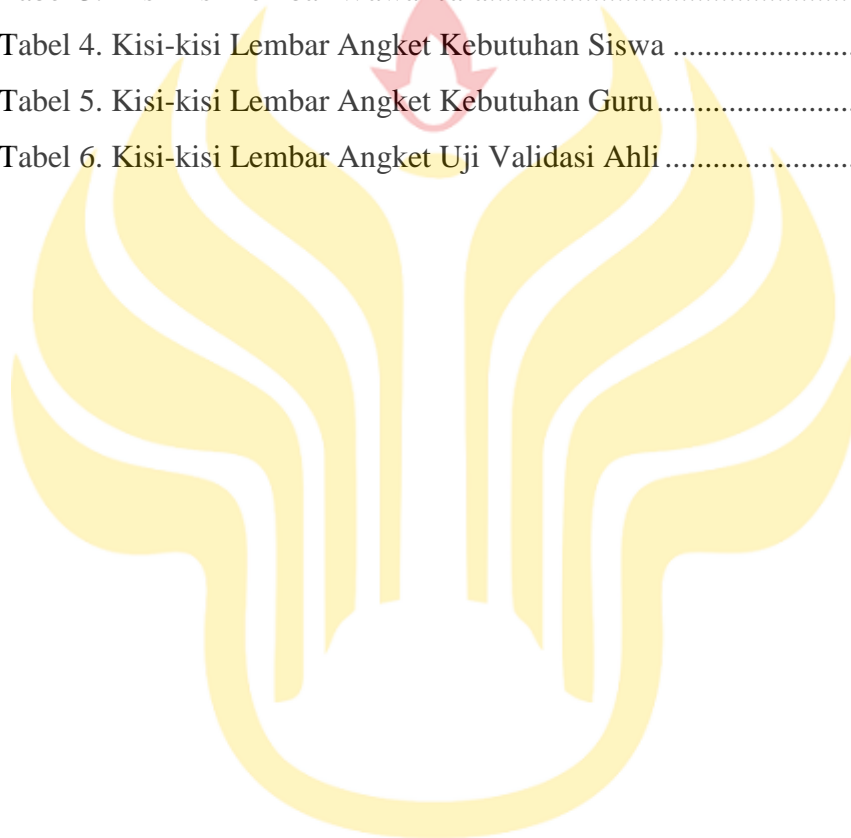 Tabel 4. Kisi-kisi Lembar Angket Kebutuhan Siswa ....................
Tabel 5. Kisi-kisi Lembar Angket Kebutuhan Guru.....................
Tabel 6. Kisi-kisi Lembar Angket Uji Validasi Ahli .....................